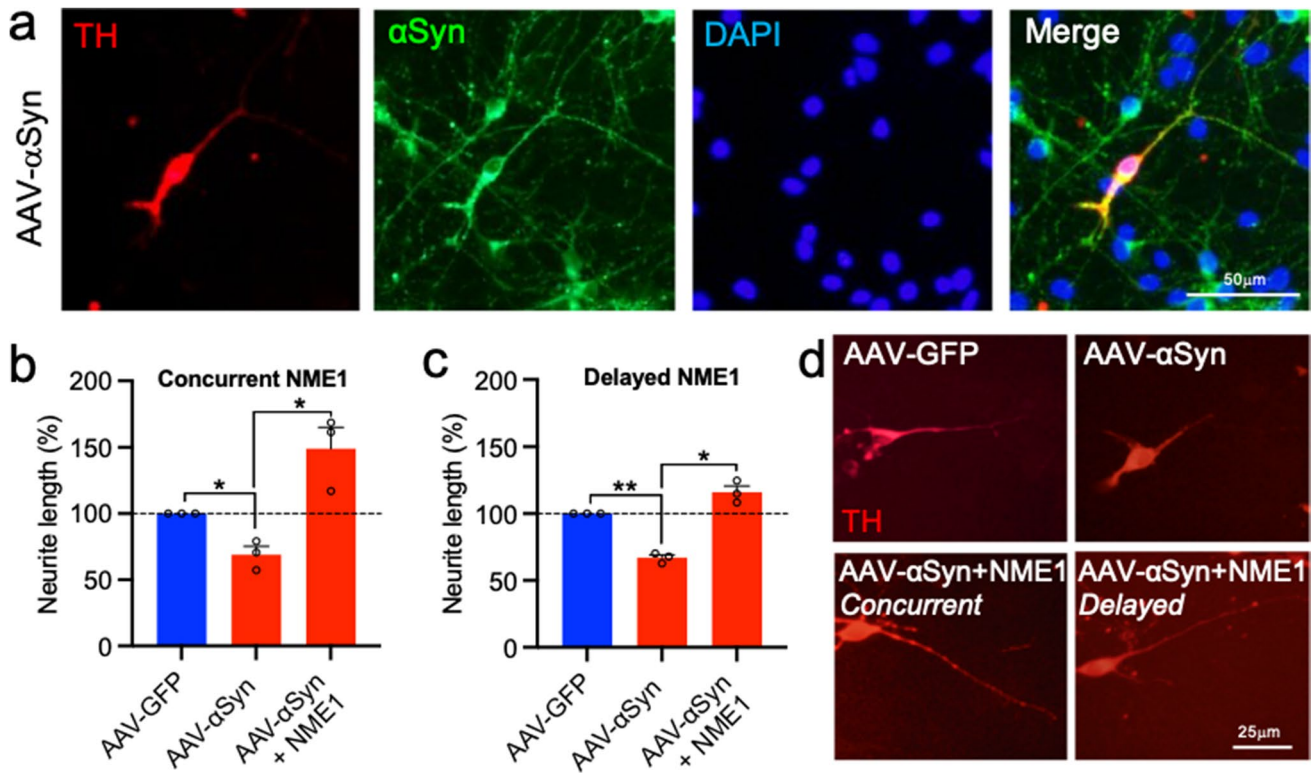 a
AAV-αSyn
TH
αSyn
DAPI
Merge
50µm
b
Concurrent NME1
Neurite length (%)
200
150
100
50
0
*
*
AAV-GFP
AAV-αSyn
AAV-αSyn
+ NME1
c
Delayed NME1
Neurite length (%)
200
150
100
50
0
**
*
AAV-GFP
AAV-αSyn
AAV-αSyn
+ NME1
d
AAV-GFP
TH
AAV-αSyn
AAV-αSyn+NME1
Concurrent
AAV-αSyn+NME1
Delayed
25µm